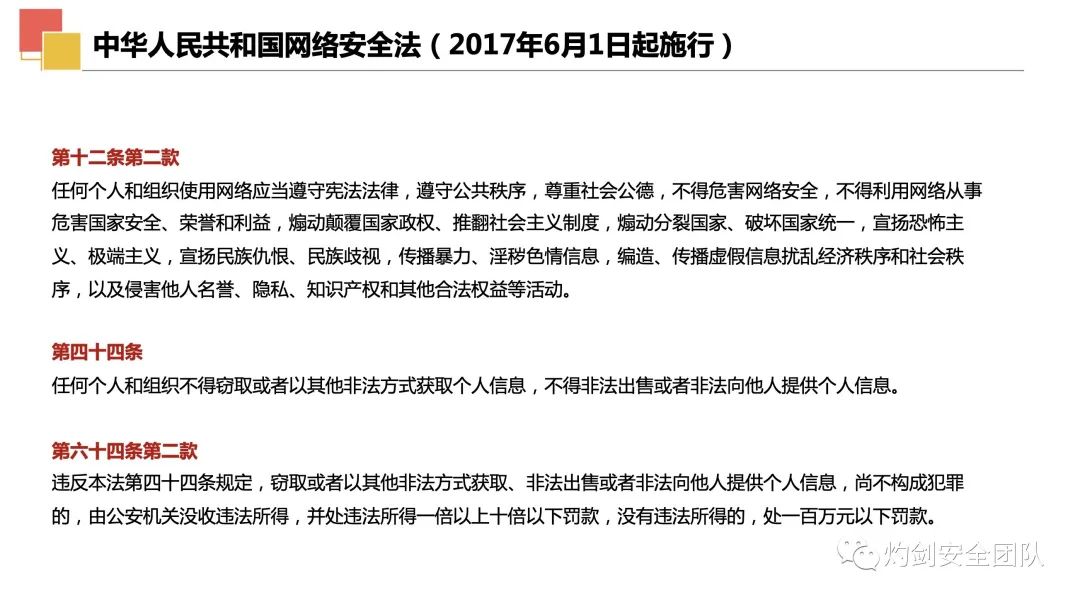 中华人民共和国网络安全法（2017年6月1日起施行）
第十二条第二款
任何个人和组织使用网络应当遵守宪法法律，遵守公共秩序，尊重社会公德，不得危害网络安全，不得利用网络从事
危害国家安全、荣誉和利益，煽动颠覆国家政权、推翻社会主义制度，煽动分裂国家、破坏国家统一，宣扬恐怖主
义、极端主义，宣扬民族仇恨、民族歧视，传播暴力、淫秽色情信息，编造、传播虚假信息扰乱经济秩序和社会秩
序，以及侵害他人名誉、隐私、知识产权和其他合法权益等活动。
第四十四条
任何个人和组织不得窃取或者以其他非法方式获取个人信息，不得非法出售或者非法向他人提供个人信息。
第六十四条第二款
违反本法第四十四条规定，窃取或者以其他非法方式获取、非法出售或者非法向他人提供个人信息，尚不构成犯罪
的，由公安机关没收违法所得，并处违法所得一倍以上十倍以下罚款，没有违法所得的，处一百万元以下罚款。
灼剑安全团队